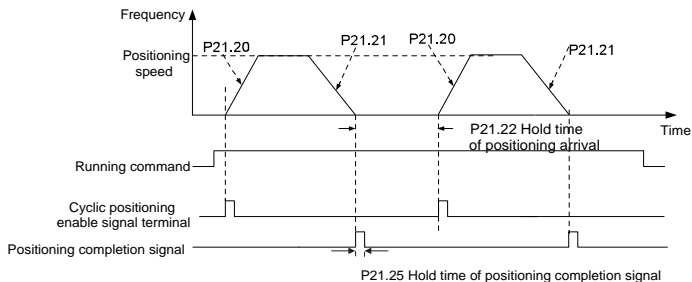 Frequency
P21.20
P21.21
P21.20
P21.21
Positioning
speed
Time
P21.22 Hold time
of positioning arrival
Running command
Cyclic positioning
enable signal terminal
Positioning completion signal
P21.25 Hold time of positioning completion signal